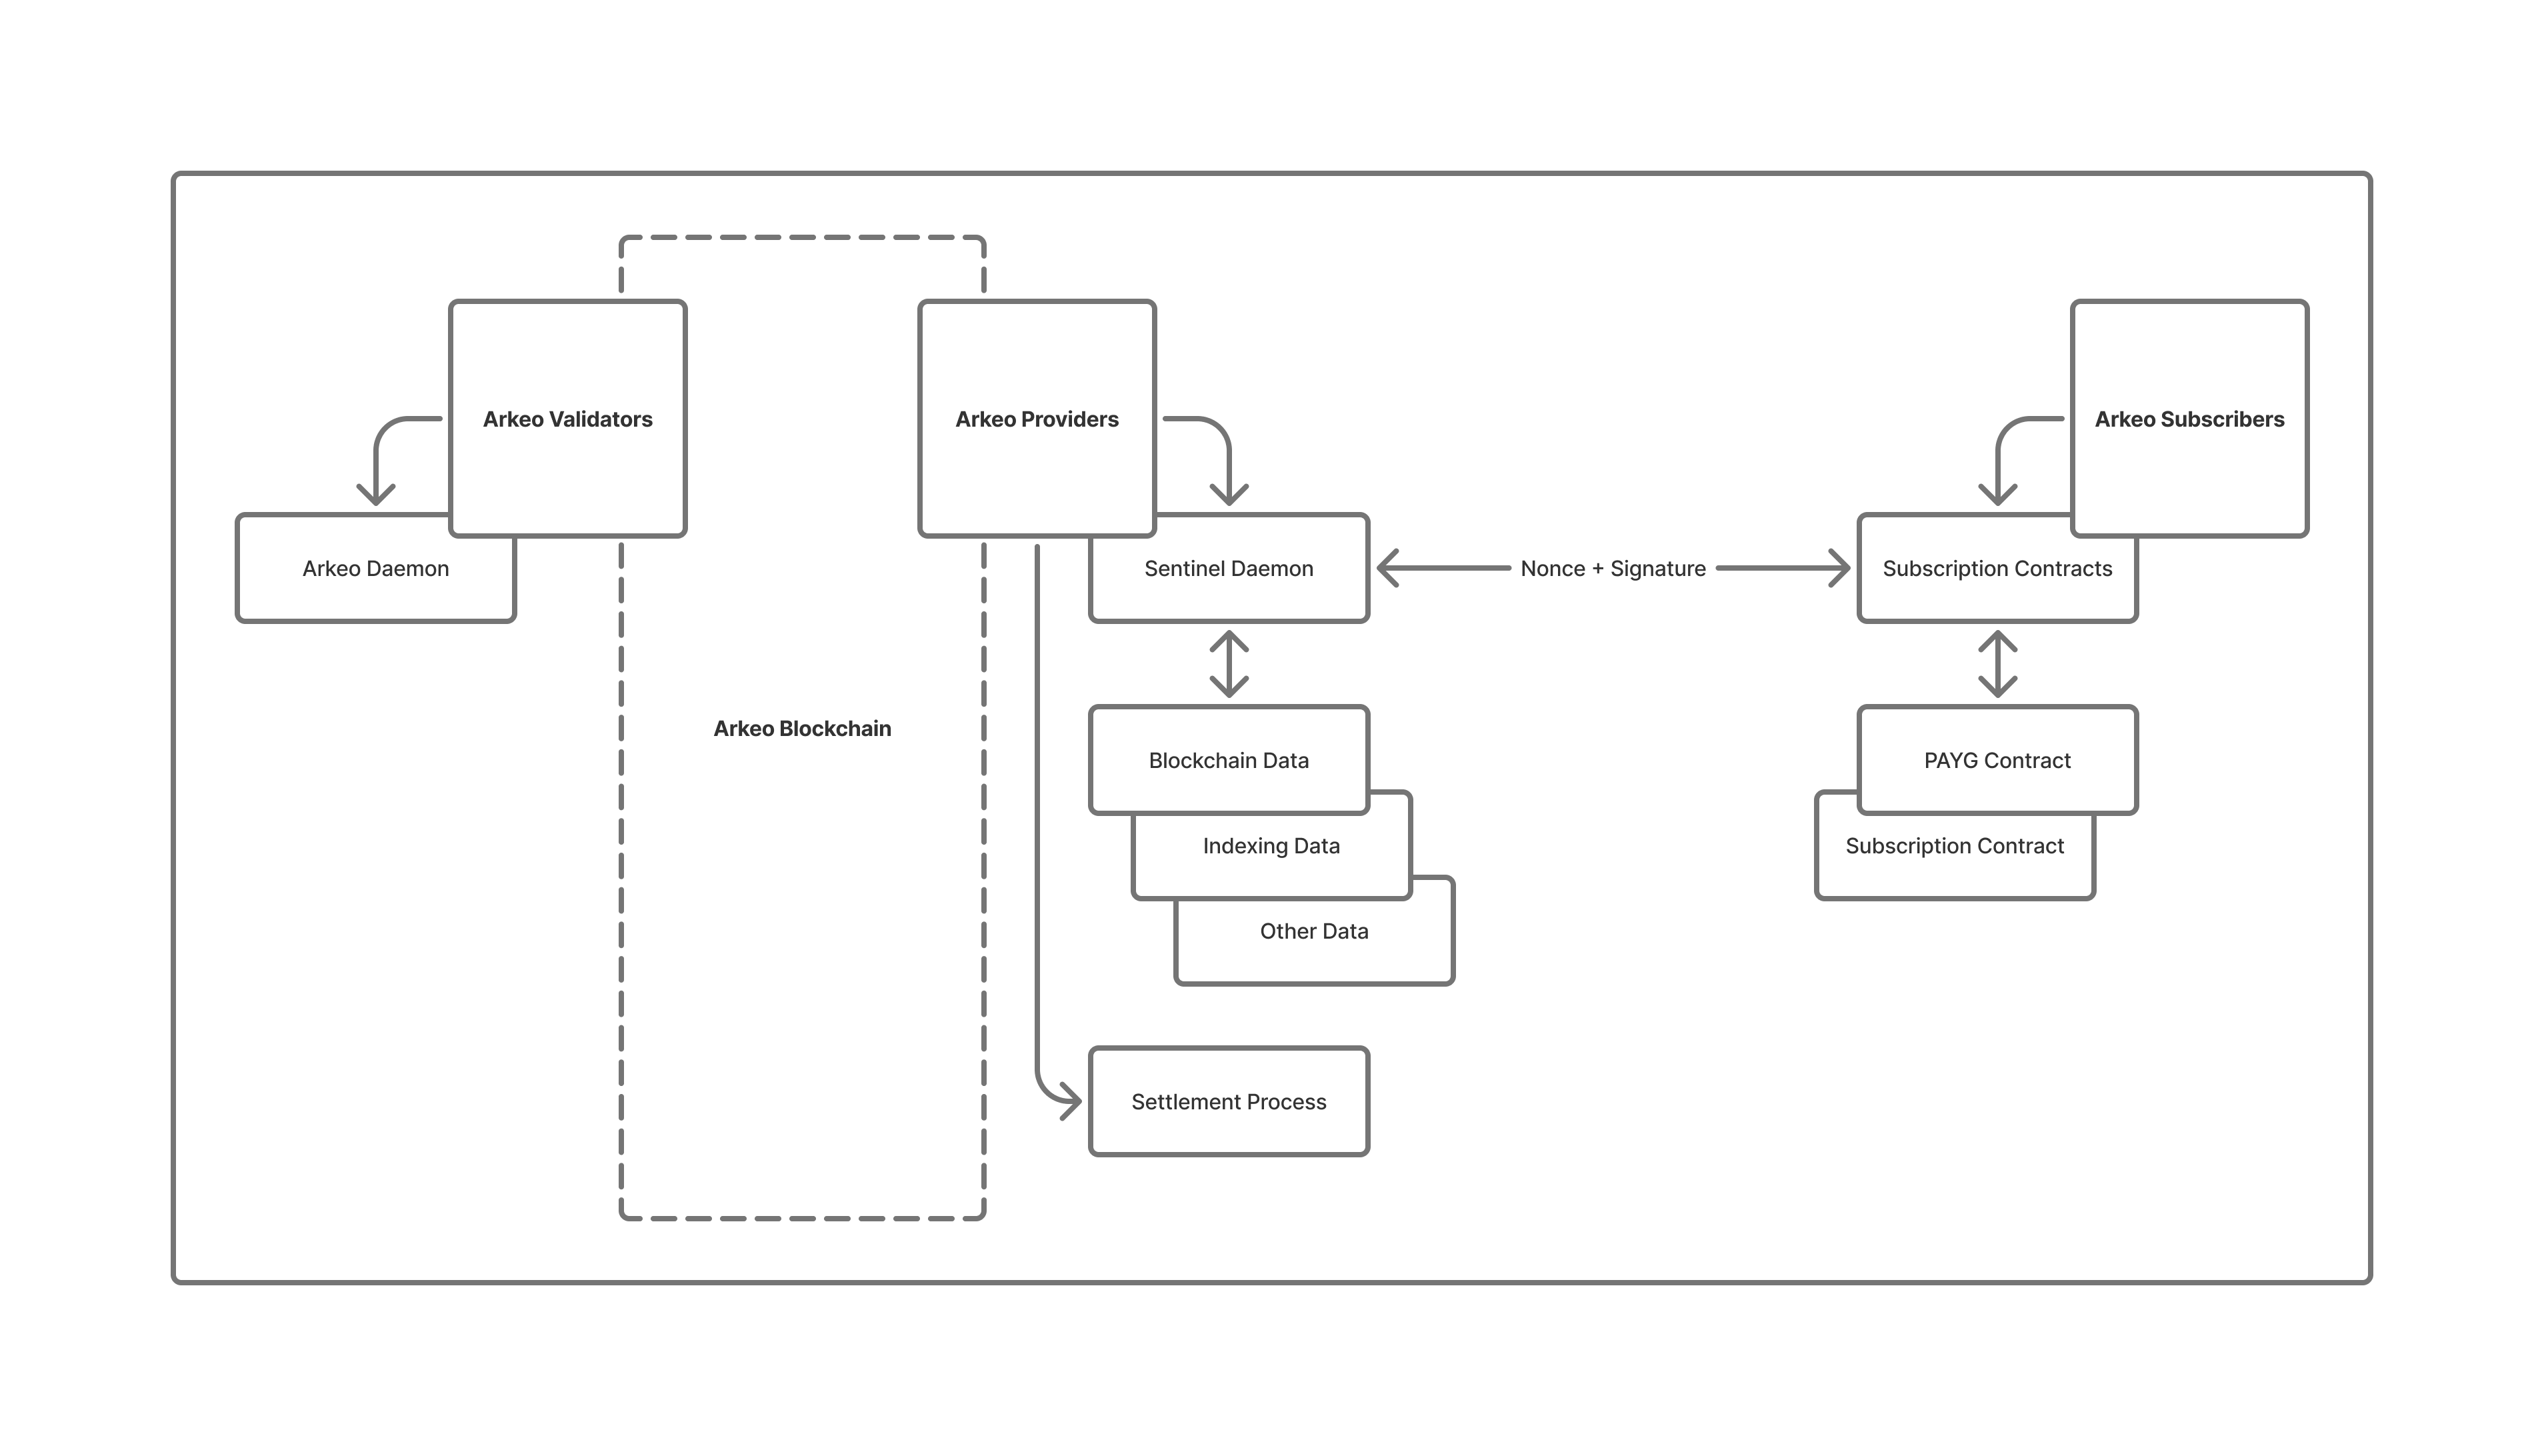 Arkeo Validators
Arkeo Providers
Arkeo Subscribers
Arkeo Daemon
Sentinel Daemon
Nonce + Signature
Subscription Contracts
Arkeo Blockchain
Blockchain Data
PAYG Contract
Indexing Data
Subscription Contract
Other Data
Settlement Process